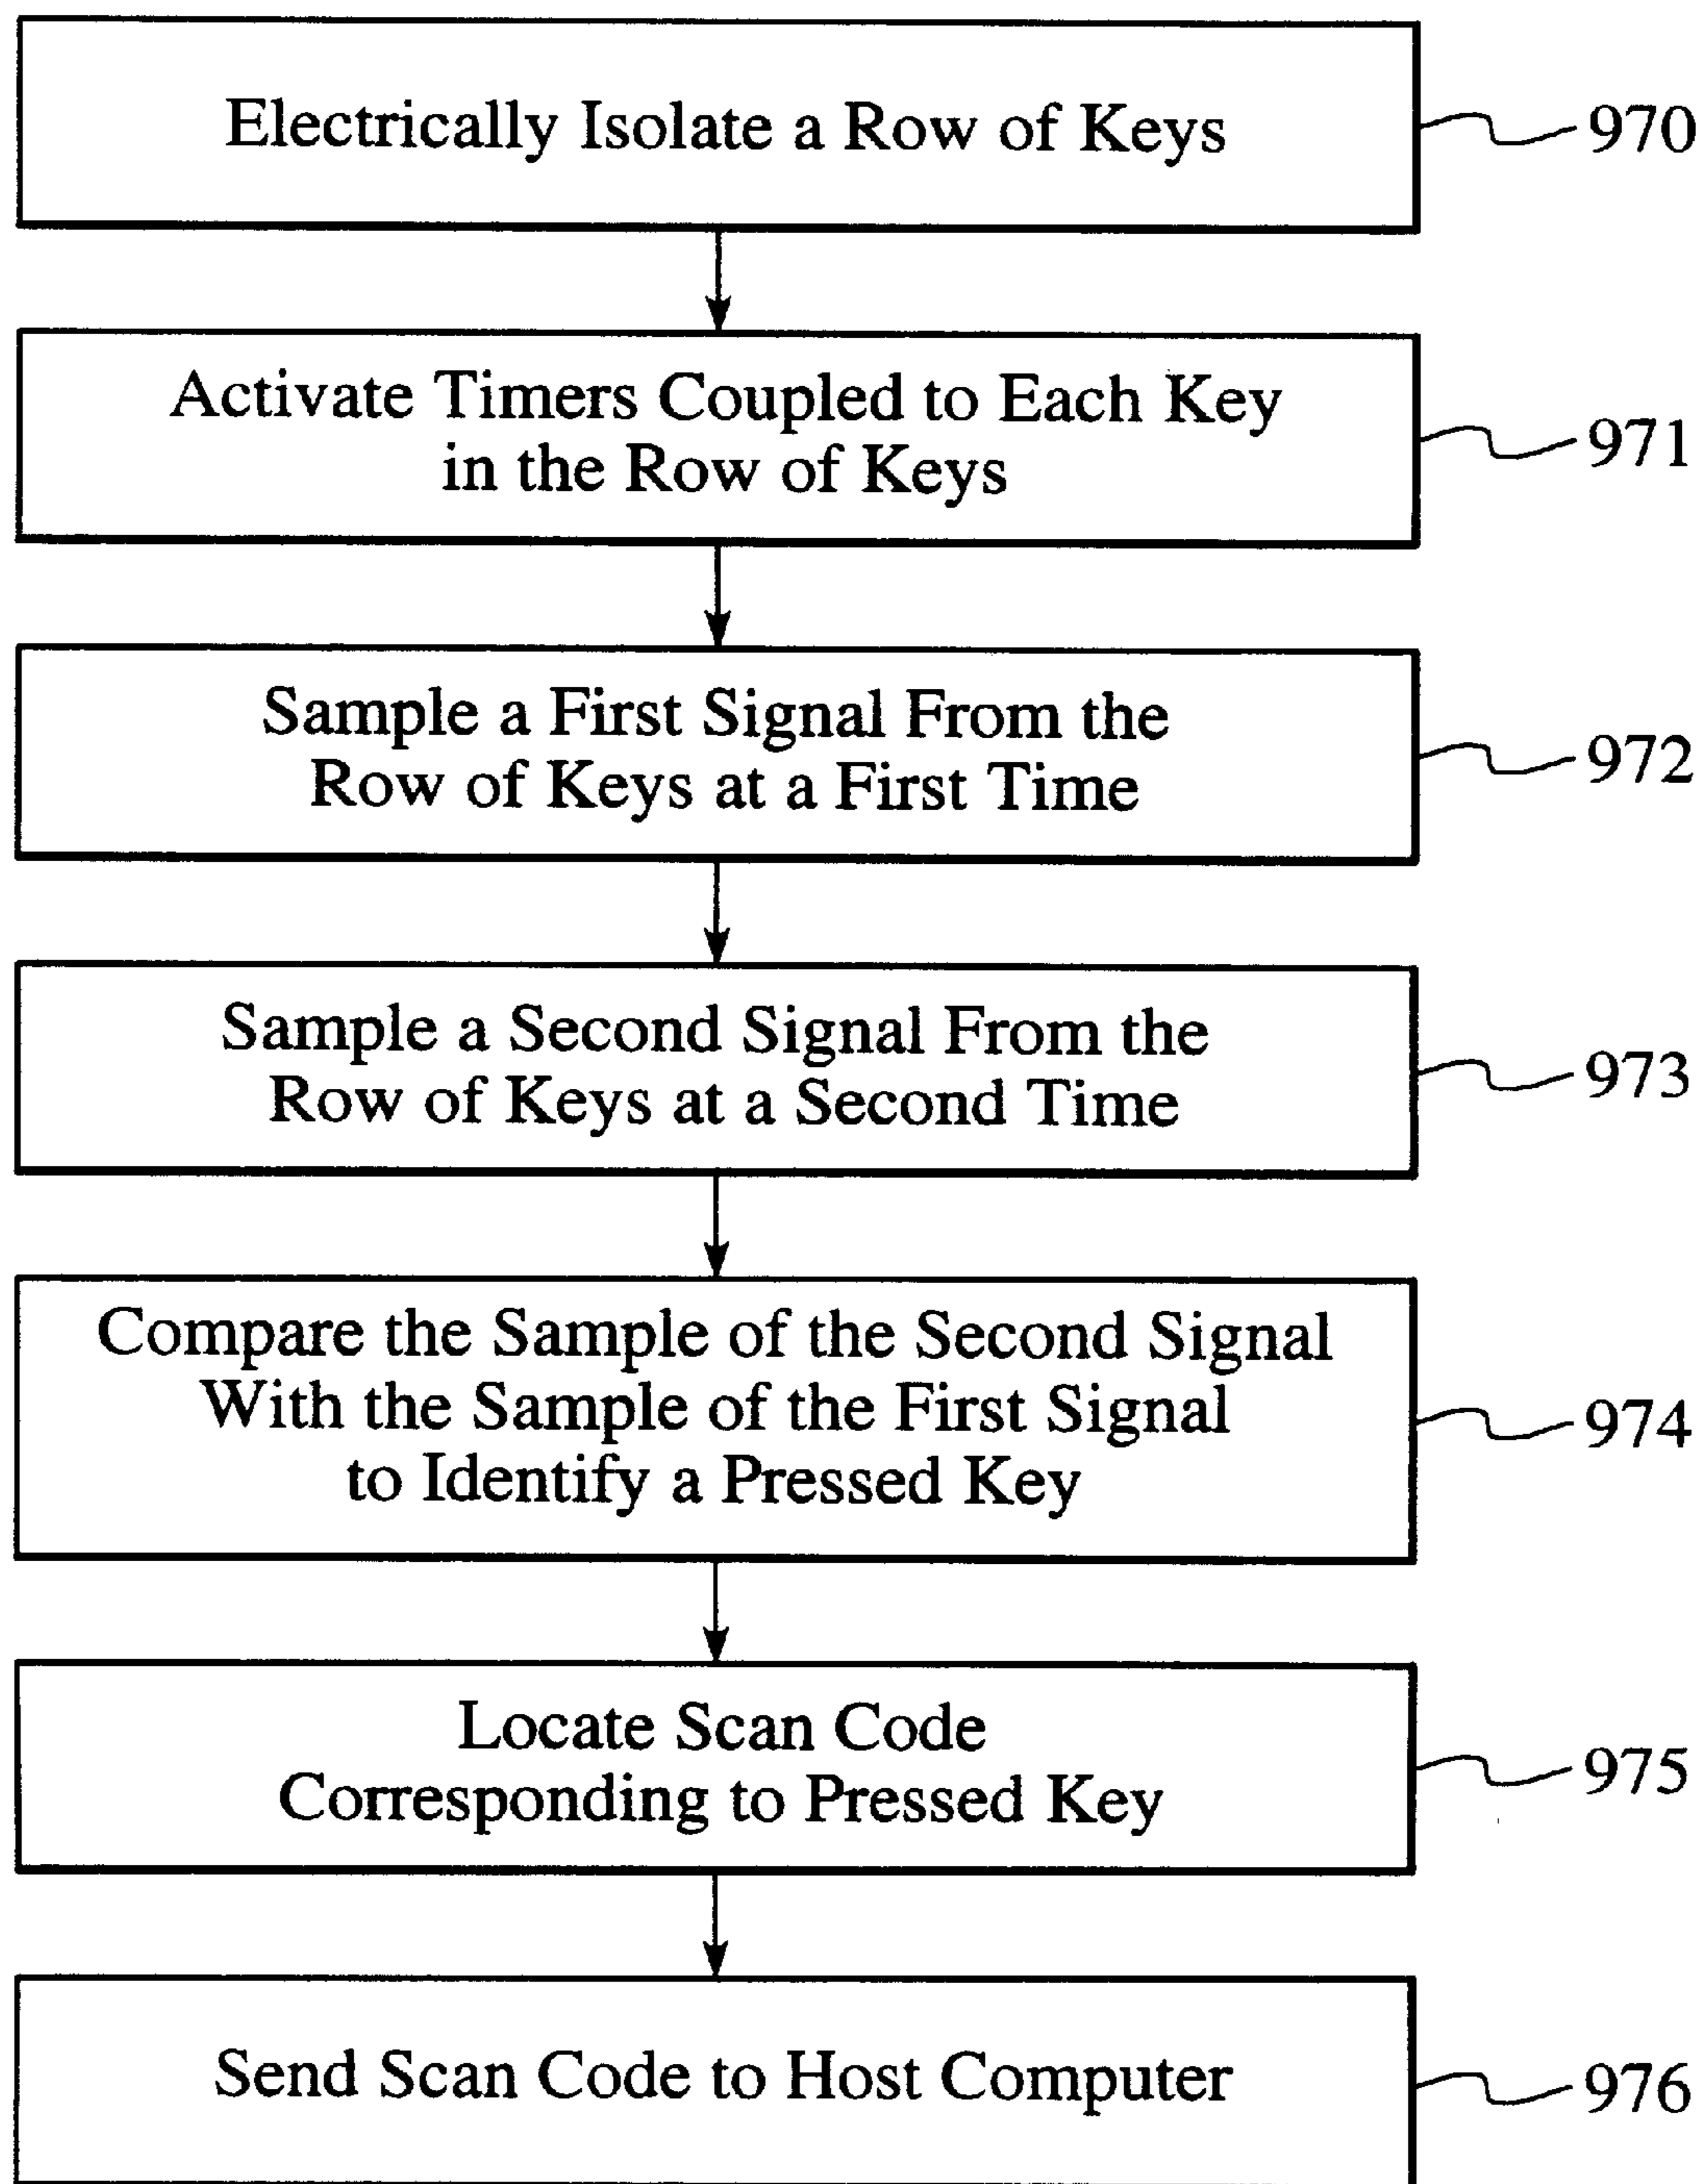 Electrically Isolate a Row of Keys
970
Activate Timers Coupled to Each Key
in the Row of Keys
971
Sample a First Signal From the
Row of Keys at a First Time
972
Sample a Second Signal From the
Row of Keys at a Second Time
973
Compare the Sample of the Second Signal
With the Sample of the First Signal
to Identify a Pressed Key
974
Locate Scan Code
Corresponding to Pressed Key
975
Send Scan Code to Host Computer
976